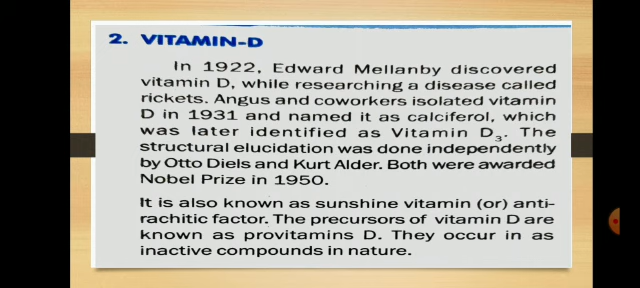 2. VITAMIN-D
In 1922, Edward Mellanby discovered
vitamin D, while researching a disease called
rickets. Angus and coworkers isolated vitamin
D in 1931 and named it as calciferol, which
was later identified as Vitamin D₃. The
structural elucidation was done independently
by Otto Diels and Kurt Alder. Both were awarded
Nobel Prize in 1950.
It is also known as sunshine vitamin (or) anti-
rachitic factor. The precursors of vitamin D are
known as provitamins D. They occur in as
inactive compounds in nature.